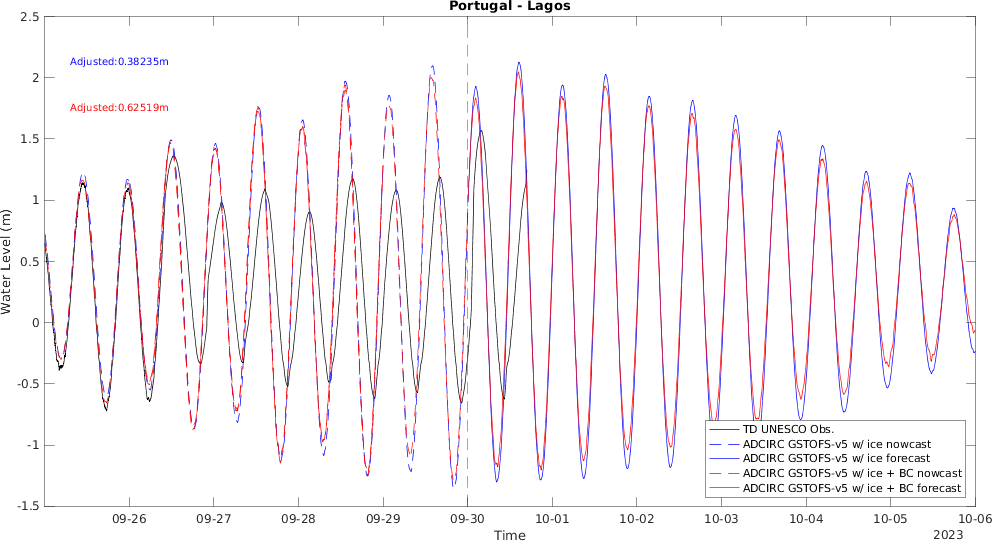 Portugal - Lagos
Adjusted:0.38235m
Adjusted:0.62519m
2.5
2
1.5
1
0.5
0
-0.5
-1
-1.5
Water Level (m)
TD UNESCO Obs.
ADCIRC GSTOFS-v5 w/ ice nowcast
ADCIRC GSTOFS-v5 w/ ice forecast
ADCIRC GSTOFS-v5 w/ ice + BC nowcast
ADCIRC GSTOFS-v5 w/ ice + BC forecast
09-26 09-27 09-28 09-29 09-30 10-01 10-02 10-03 10-04 10-05 10-06
Time
2023